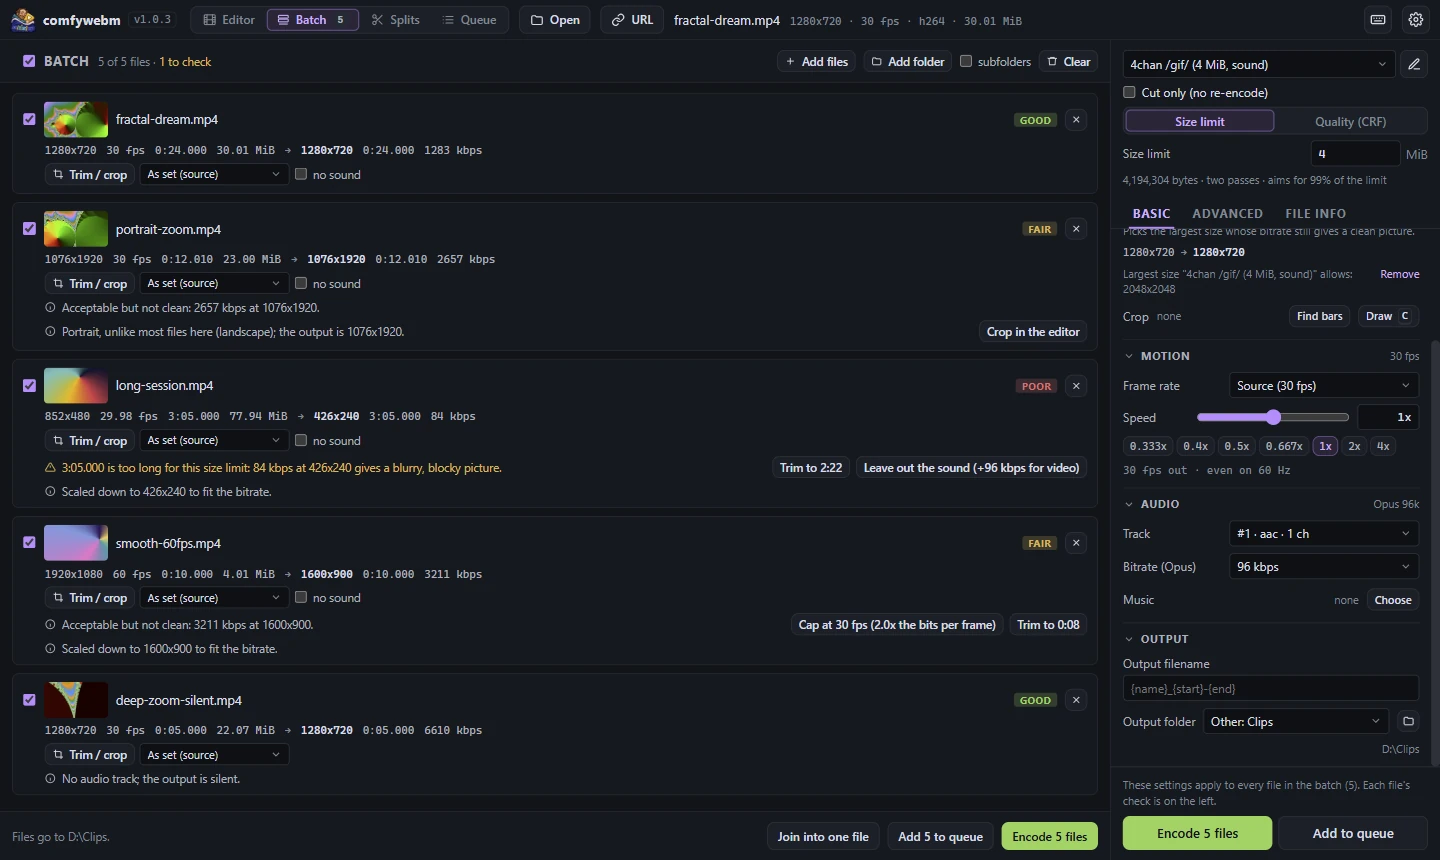 comfywebm v1.0.3 Editor Batch 5 Splits Queue Open URL fractal-dream.mp4 1280x720 · 30 fps · h264 · 30.01 MiB
BATCH 5 of 5 files · 1 to check + Add files Add folder subfolders Clear
fractal-dream.mp4 GOOD ×
1280x720 30 fps 0:24.000 30.01 MiB → 1280x720 0:24.000 1283 kbps
Trim / crop As set (source) no sound
portrait-zoom.mp4 FAIR ×
1076x1920 30 fps 0:12.010 23.00 MiB → 1076x1920 0:12.010 2657 kbps
Trim / crop As set (source) no sound
Acceptable but not clean: 2657 kbps at 1076x1920.
Portrait, unlike most files here (landscape); the output is 1076x1920. Crop in the editor
long-session.mp4 POOR ×
852x480 29.98 fps 3:05.000 77.94 MiB → 426x240 3:05.000 84 kbps
Trim / crop As set (source) no sound
3:05.000 is too long for this size limit: 84 kbps at 426x240 gives a blurry, blocky picture. Trim to 2:22 Leave out the sound (+96 kbps for video)
Scaled down to 426x240 to fit the bitrate.
smooth-60fps.mp4 FAIR ×
1920x1080 60 fps 0:10.000 4.01 MiB → 1600x900 0:10.000 3211 kbps
Trim / crop As set (source) no sound
Acceptable but not clean: 3211 kbps at 1600x900. Cap at 30 fps (2.0x the bits per frame) Trim to 0:08
Scaled down to 1600x900 to fit the bitrate.
deep-zoom-silent.mp4 GOOD ×
1280x720 30 fps 0:05.000 22.07 MiB → 1280x720 0:05.000 6610 kbps
Trim / crop As set (source)
No audio track; the output is silent.
Files go to D:\Clips. Join into one file Add 5 to queue Encode 5 files
4chan /gif/ (4 MiB, sound)
Cut only (no re-encode)
Size limit Quality (CRF)
Size limit 4 MiB
4,194,304 bytes · two passes · aims for 99% of the limit
BASIC ADVANCED FILE INFO
Picks the largest size whose bitrate still gives a clean picture.
1280x720 → 1280x720
Largest size "4chan /gif/ (4 MiB, sound)" allows: Remove
2048x2048
Crop none Find bars Draw C
MOTION 30 fps
Frame rate Source (30 fps)
Speed 1x
0.333x 0.4x 0.5x 0.667x 1x 2x 4x
30 fps out · even on 60 Hz
AUDIO Opus 96k
Track #1 · aac · 1 ch
Bitrate (Opus) 96 kbps
Music none Choose
OUTPUT
Output filename
{name}_{start}-{end}
Output folder Other: Clips
D:\Clips
These settings apply to every file in the batch (5). Each file's
check is on the left.
Encode 5 files Add to queue